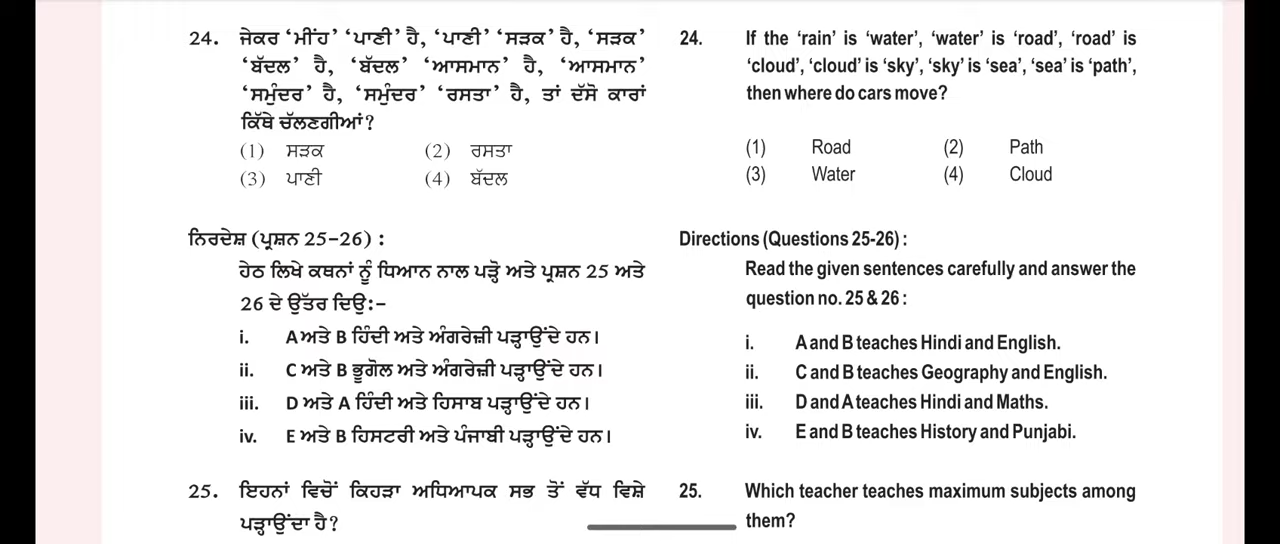 24. ਜੇਕਰ ‘ਮੀਂਹ’ ‘ਪਾਣੀ’ ਹੈ, ‘ਪਾਣੀ’ ‘ਸੜਕ’ ਹੈ, ‘ਸੜਕ’
‘ਬੱਦਲ’ ਹੈ, ‘ਬੱਦਲ’ ‘ਆਸਮਾਨ’ ਹੈ, ‘ਆਸਮਾਨ’
‘ਸਮੁੰਦਰ’ ਹੈ, ‘ਸਮੁੰਦਰ’ ‘ਰਸਤਾ’ ਹੈ, ਤਾਂ ਦੱਸੋ ਕਾਰਾਂ
ਕਿੱਥੇ ਚੱਲਣਗੀਆਂ?
(1) ਸੜਕ (2) ਰਸਤਾ
(3) ਪਾਣੀ (4) ਬੱਦਲ
ਨਿਰਦੇਸ਼ (ਪ੍ਰਸ਼ਨ 25-26) :
ਹੇਠ ਲਿਖੇ ਕਥਨਾਂ ਨੂੰ ਧਿਆਨ ਨਾਲ ਪੜ੍ਹੋ ਅਤੇ ਪ੍ਰਸ਼ਨ 25 ਅਤੇ
26 ਦੇ ਉੱਤਰ ਦਿਉ:-
i. A ਅਤੇ B ਹਿੰਦੀ ਅਤੇ ਅੰਗਰੇਜ਼ੀ ਪੜ੍ਹਾਉਂਦੇ ਹਨ।
ii. C ਅਤੇ B ਭੂਗੋਲ ਅਤੇ ਅੰਗਰੇਜ਼ੀ ਪੜ੍ਹਾਉਂਦੇ ਹਨ।
iii. D ਅਤੇ A ਹਿੰਦੀ ਅਤੇ ਹਿਸਾਬ ਪੜ੍ਹਾਉਂਦੇ ਹਨ।
iv. E ਅਤੇ B ਹਿਸਟਰੀ ਅਤੇ ਪੰਜਾਬੀ ਪੜ੍ਹਾਉਂਦੇ ਹਨ।
25. ਇਹਨਾਂ ਵਿਚੋਂ ਕਿਹੜਾ ਅਧਿਆਪਕ ਸਭ ਤੋਂ ਵੱਧ ਵਿਸ਼ੇ
ਪੜ੍ਹਾਉਂਦਾ ਹੈ?
24. If the ‘rain’ is ‘water’, ‘water’ is ‘road’, ‘road’ is
‘cloud’, ‘cloud’ is ‘sky’, ‘sky’ is ‘sea’, ‘sea’ is ‘path’,
then where do cars move?
(1) Road (2) Path
(3) Water (4) Cloud
Directions (Questions 25-26) :
Read the given sentences carefully and answer the
question no. 25 & 26 :
i. A and B teaches Hindi and English.
ii. C and B teaches Geography and English.
iii. D and A teaches Hindi and Maths.
iv. E and B teaches History and Punjabi.
25. Which teacher teaches maximum subjects among
them?